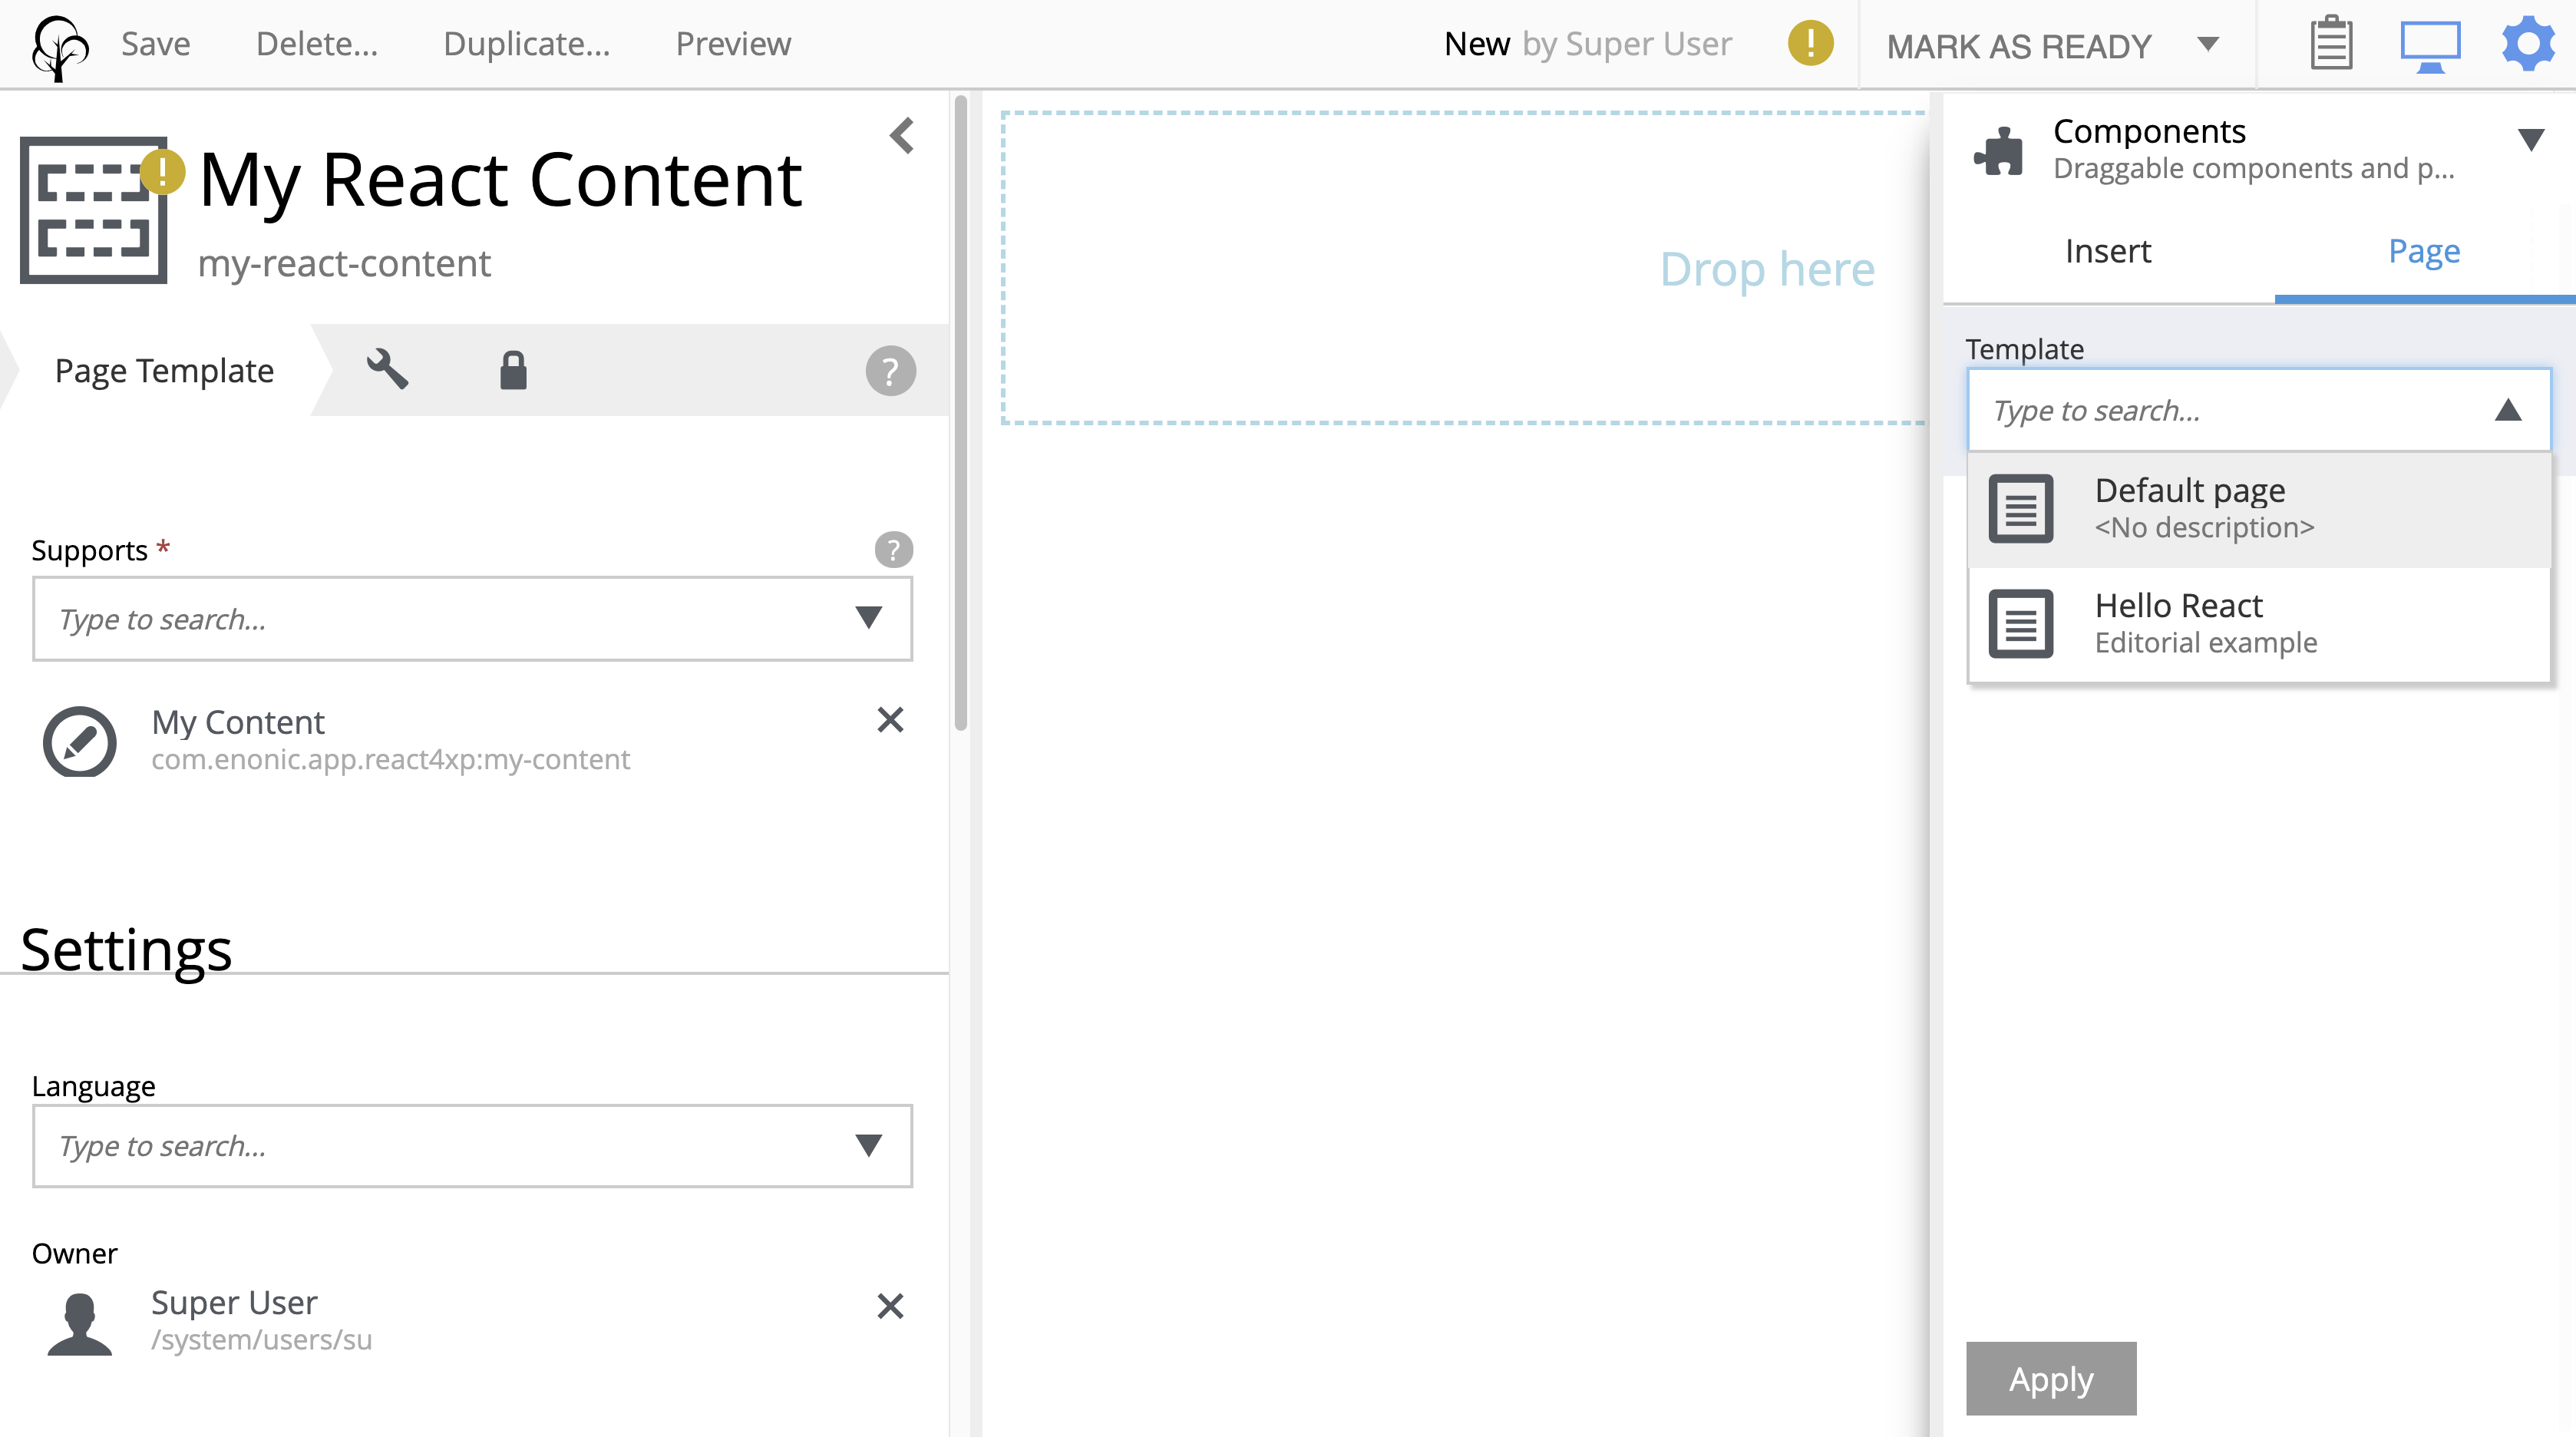 Save Delete... Duplicate... Preview New by Super User ! MARK AS READY
My React Content
my-react-content
Page Template ?
Supports * ?
Type to search...
My Content
com.enonic.app.react4xp:my-content
Settings
Language
Type to search...
Owner
Super User
/system/users/su
Drop here
Components
Draggable components and p...
Insert Page
Template
Type to search...
Default page
<No description>
Hello React
Editorial example
Apply